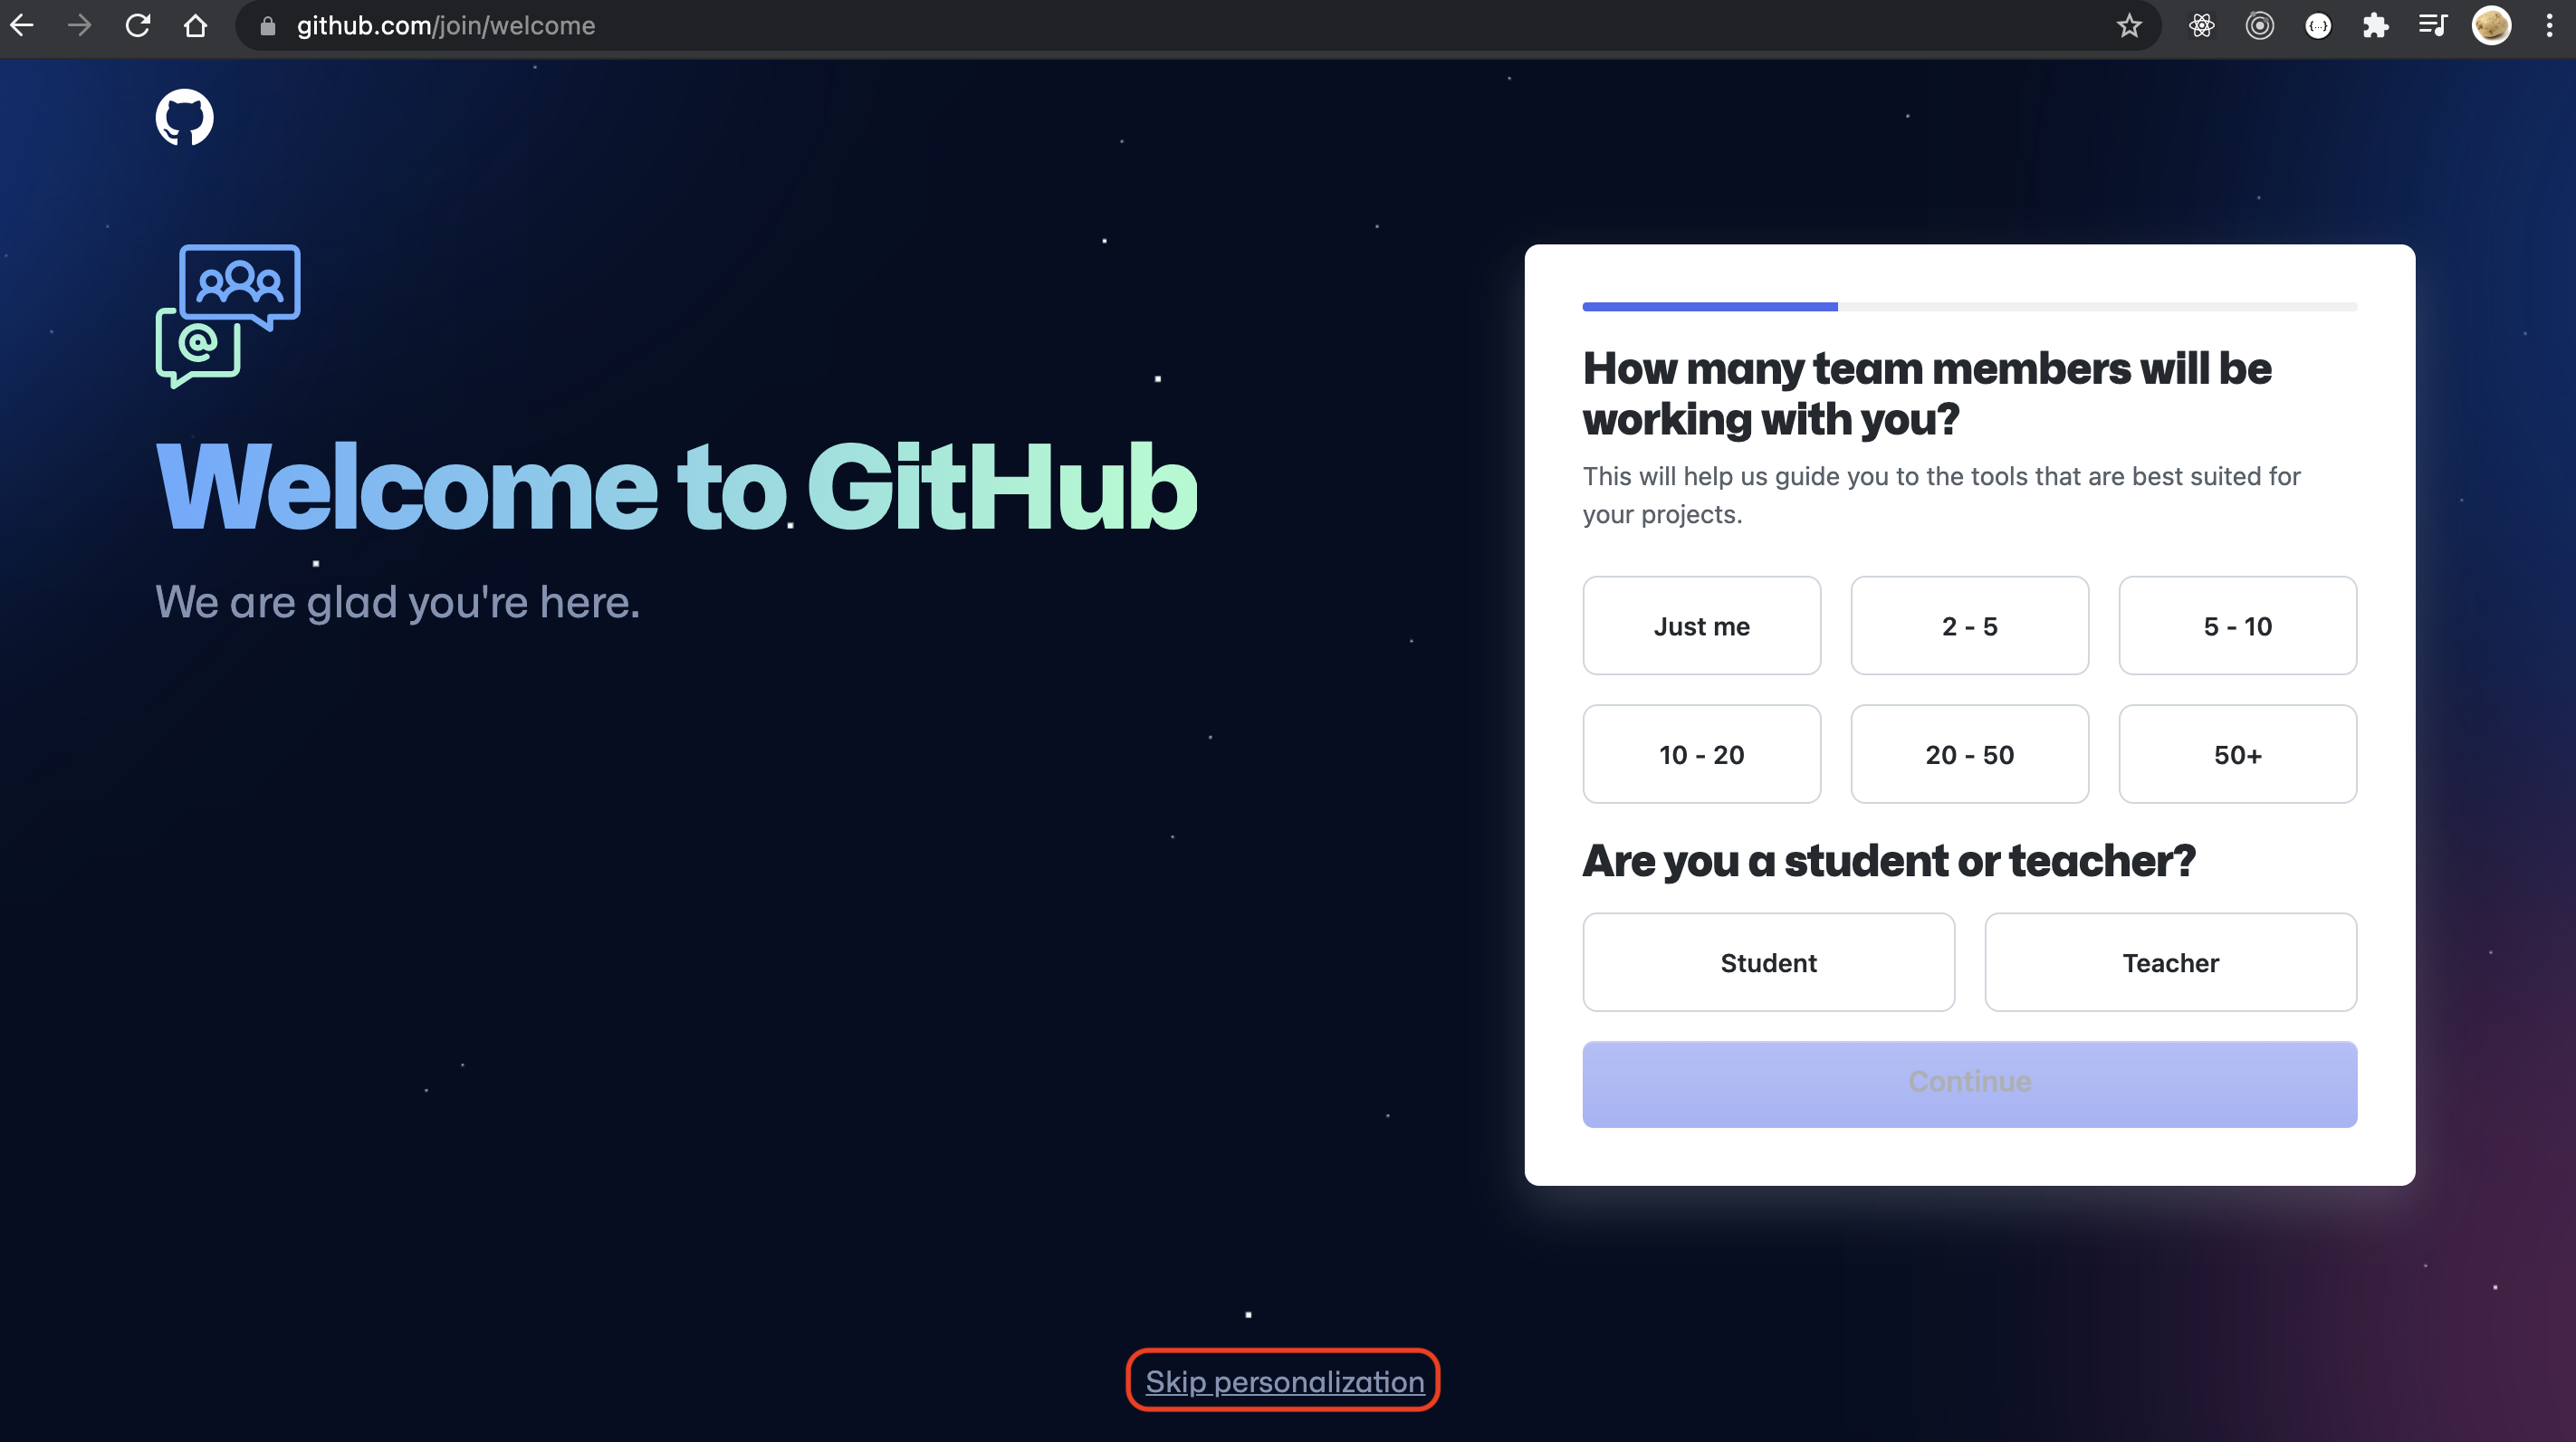 github.com/join/welcome
Welcome to GitHub
We are glad you're here.
How many team members will be
working with you?
This will help us guide you to the tools that are best suited for
your projects.
Just me
2 - 5
5 - 10
10 - 20
20 - 50
50+
Are you a student or teacher?
Student
Teacher
Continue
Skip personalization